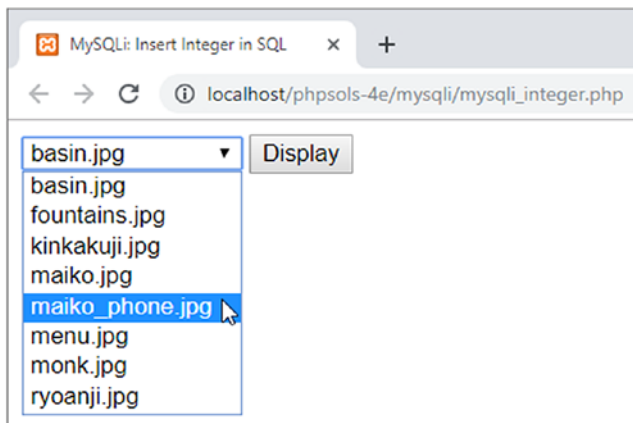 MySQLi: Insert Integer in SQL
localhost/phpsols-4e/mysqli/mysqli_integer.php
basin.jpg Display
basin.jpg
fountains.jpg
kinkakuji.jpg
maiko.jpg
maiko_phone.jpg
menu.jpg
monk.jpg
ryoanji.jpg